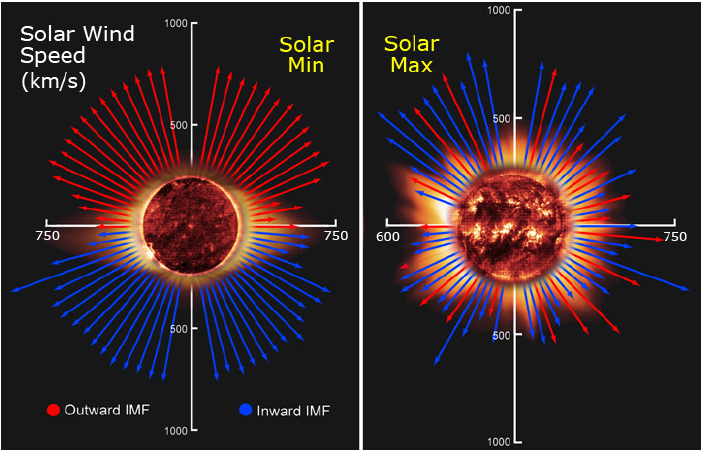 Solar Wind
Speed
(km/s)
1000
Solar
Min
500
750
750
500
Outward IMF
Inward IMF
1000
1000
Solar
Max
500
600
750
500
1000